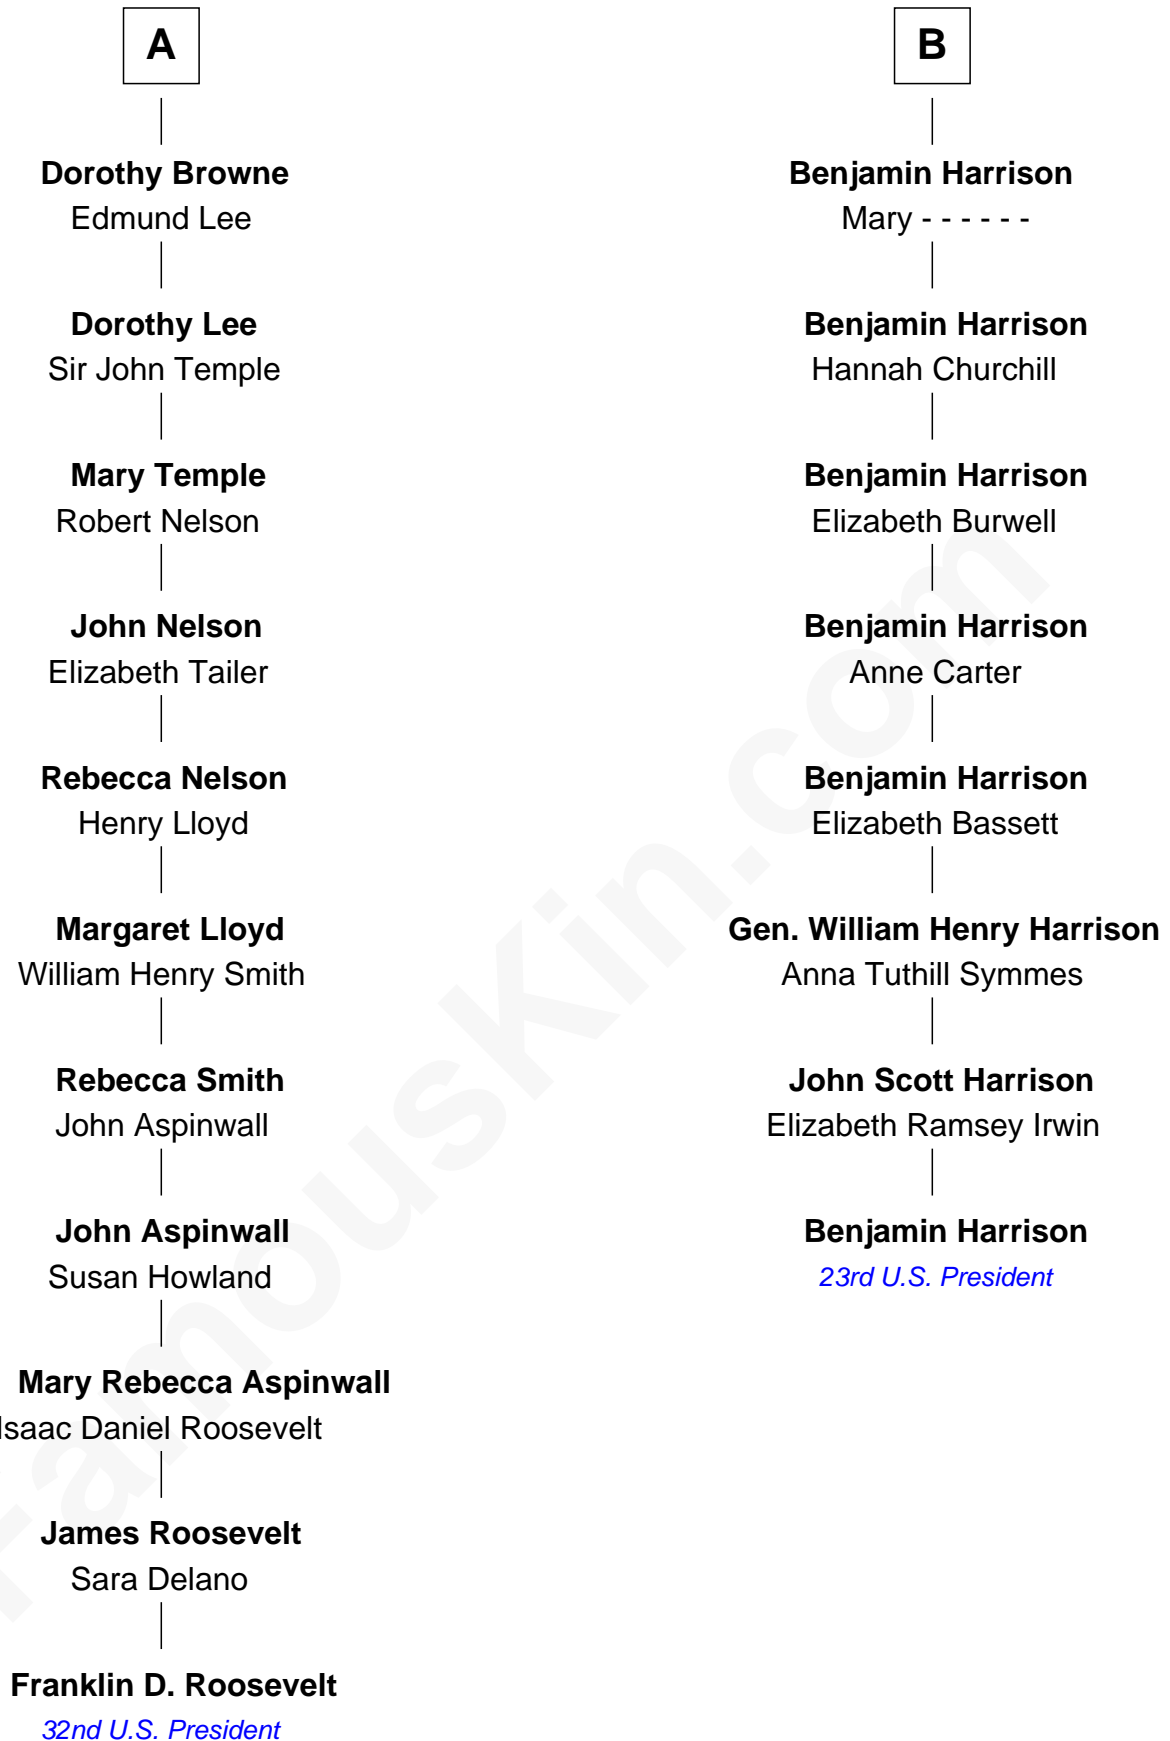 A
Dorothy Browne
Edmund Lee
Dorothy Lee
Sir John Temple
Mary Temple
Robert Nelson
John Nelson
Elizabeth Tailer
Rebecca Nelson
Henry Lloyd
Margaret Lloyd
William Henry Smith
Rebecca Smith
John Aspinwall
John Aspinwall
Susan Howland
Mary Rebecca Aspinwall
Isaac Daniel Roosevelt
James Roosevelt
Sara Delano
Franklin D. Roosevelt
32nd U.S. President
B
Benjamin Harrison
Mary - - - - - -
Benjamin Harrison
Hannah Churchill
Benjamin Harrison
Elizabeth Burwell
Benjamin Harrison
Anne Carter
Benjamin Harrison
Elizabeth Bassett
Gen. William Henry Harrison
Anna Tuthill Symmes
John Scott Harrison
Elizabeth Ramsey Irwin
Benjamin Harrison
23rd U.S. President
FamousKin.com